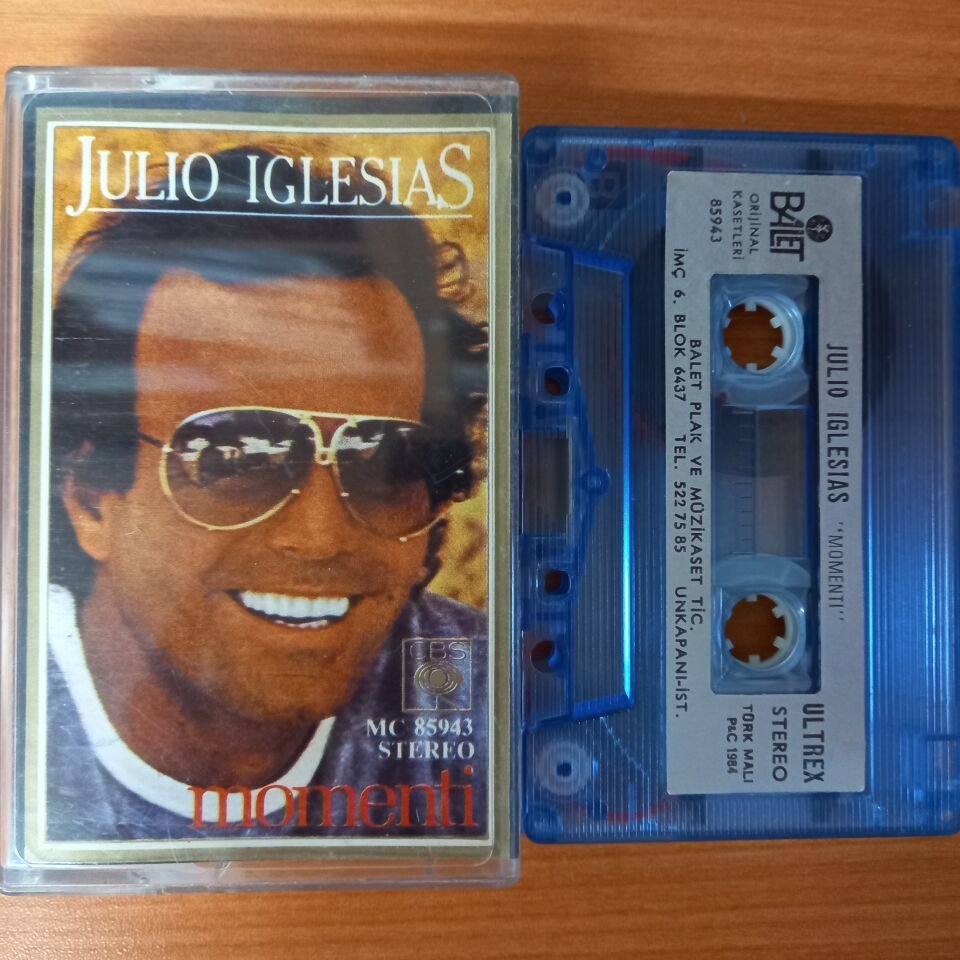 JULIO IGLESIAS
CBS
MC 85943
STEREO
momenti
JULIO IGLESIAS "MOMENTI"
BALET
ORİJİNAL
KASETLERİ
85943
ULTREX
STEREO
TÜRK MALI
P&C 1984
BALET PLAK VE MÜZİKASET TİC.
İMÇ 6. BLOK 6437 TEL. 522 75 85 UNKAPANI-İST.